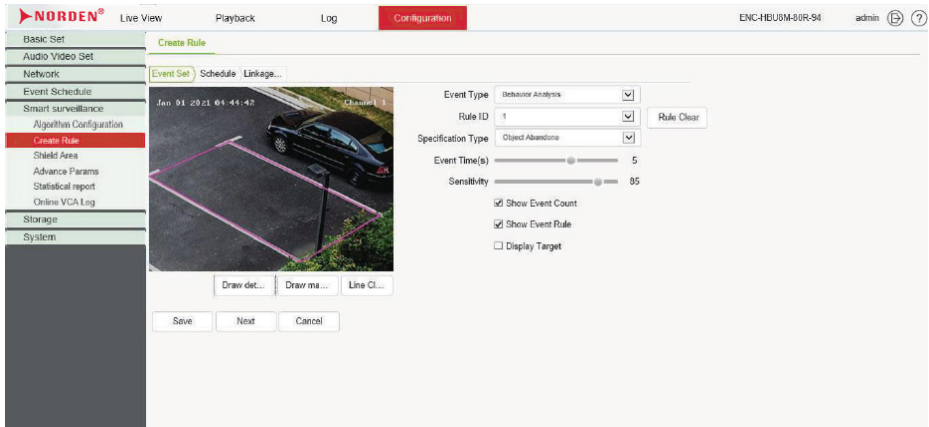 NORDEN®
Live View Playback Log Configuration ENC-HBU8M-80R-94 admin ?
Basic Set
Audio Video Set
Network
Event Schedule
Smart surveillance
Algorithm Configuration
Create Rule
Shield Area
Advance Params
Statistical report
Online VCA Log
Storage
System
Create Rule
Event Set Schedule Linkage...
Jan 01 2021 04:44:42 Channel 1
Event Type Behavior Analysis
Rule ID 1 Rule Clear
Specification Type Object Abandone
Event Time(s) 5
Sensitivity 85
Show Event Count
Show Event Rule
Display Target
Draw det... Draw ma... Line Cl...
Save Next Cancel